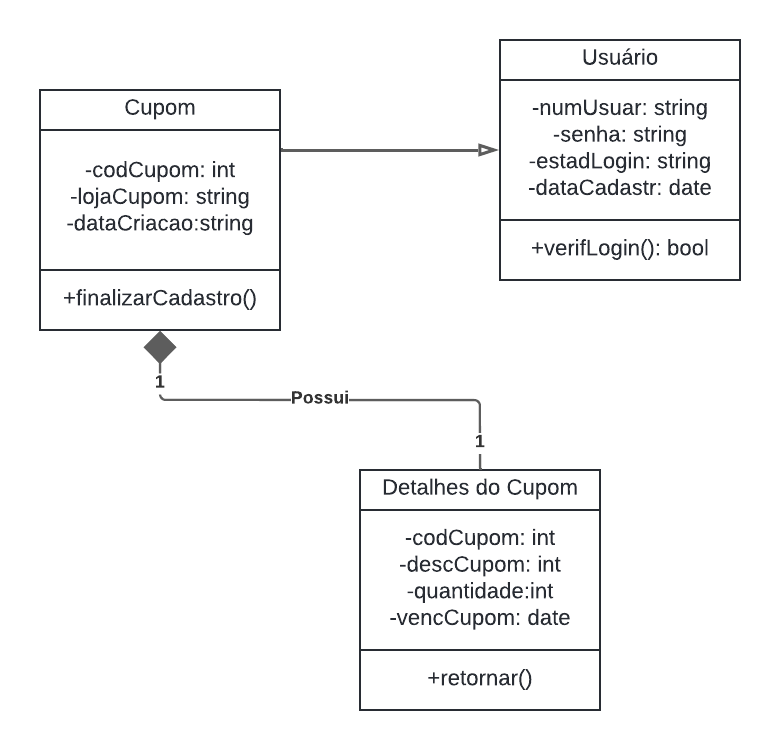 Usuário
-numUsuar: string
-senha: string
-estadLogin: string
-dataCadastr: date
+verifLogin(): bool
Cupom
-codCupom: int
-lojaCupom: string
-dataCriacao:string
+finalizarCadastro()
1
Possui
1
Detalhes do Cupom
-codCupom: int
-descCupom: int
-quantidade:int
-vencCupom: date
+retornar()